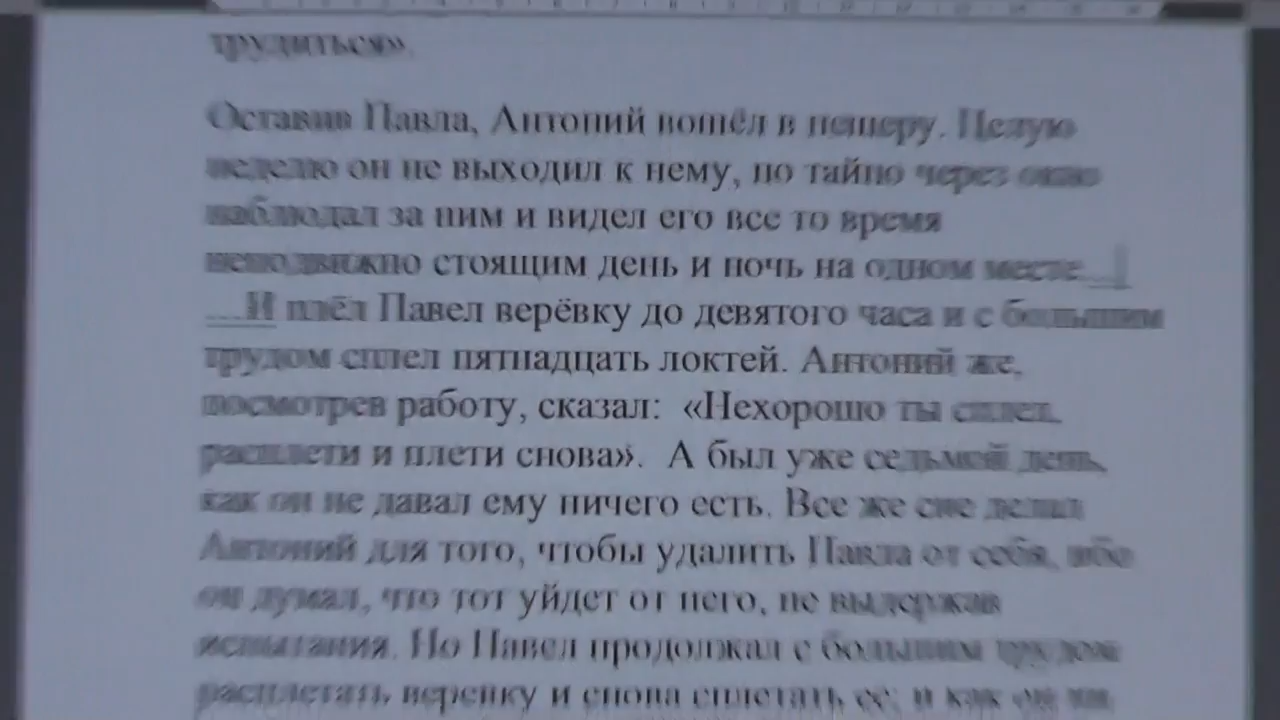 трудиться».
Оставив Павла, Антоний вошёл в пещеру. Целую
неделю он не выходил к нему, но тайно через окно
наблюдал за ним и видел его все то время
неподвижно стоящим день и ночь на одном месте...
...И плёл Павел верёвку до девятого часа и с большим
трудом сплел пятнадцать локтей. Антоний же,
посмотрев работу, сказал: «Нехорошо ты сплел,
расплети и плети снова». А был уже седьмой день,
как он не давал ему ничего есть. Все же сие делал
Антоний для того, чтобы удалить Павла от себя, ибо
он думал, что тот уйдет от него, не выдержав
испытания. Но Павел продолжал с большим трудом
расплетать веревку и снова сплетать ее; и как он ни